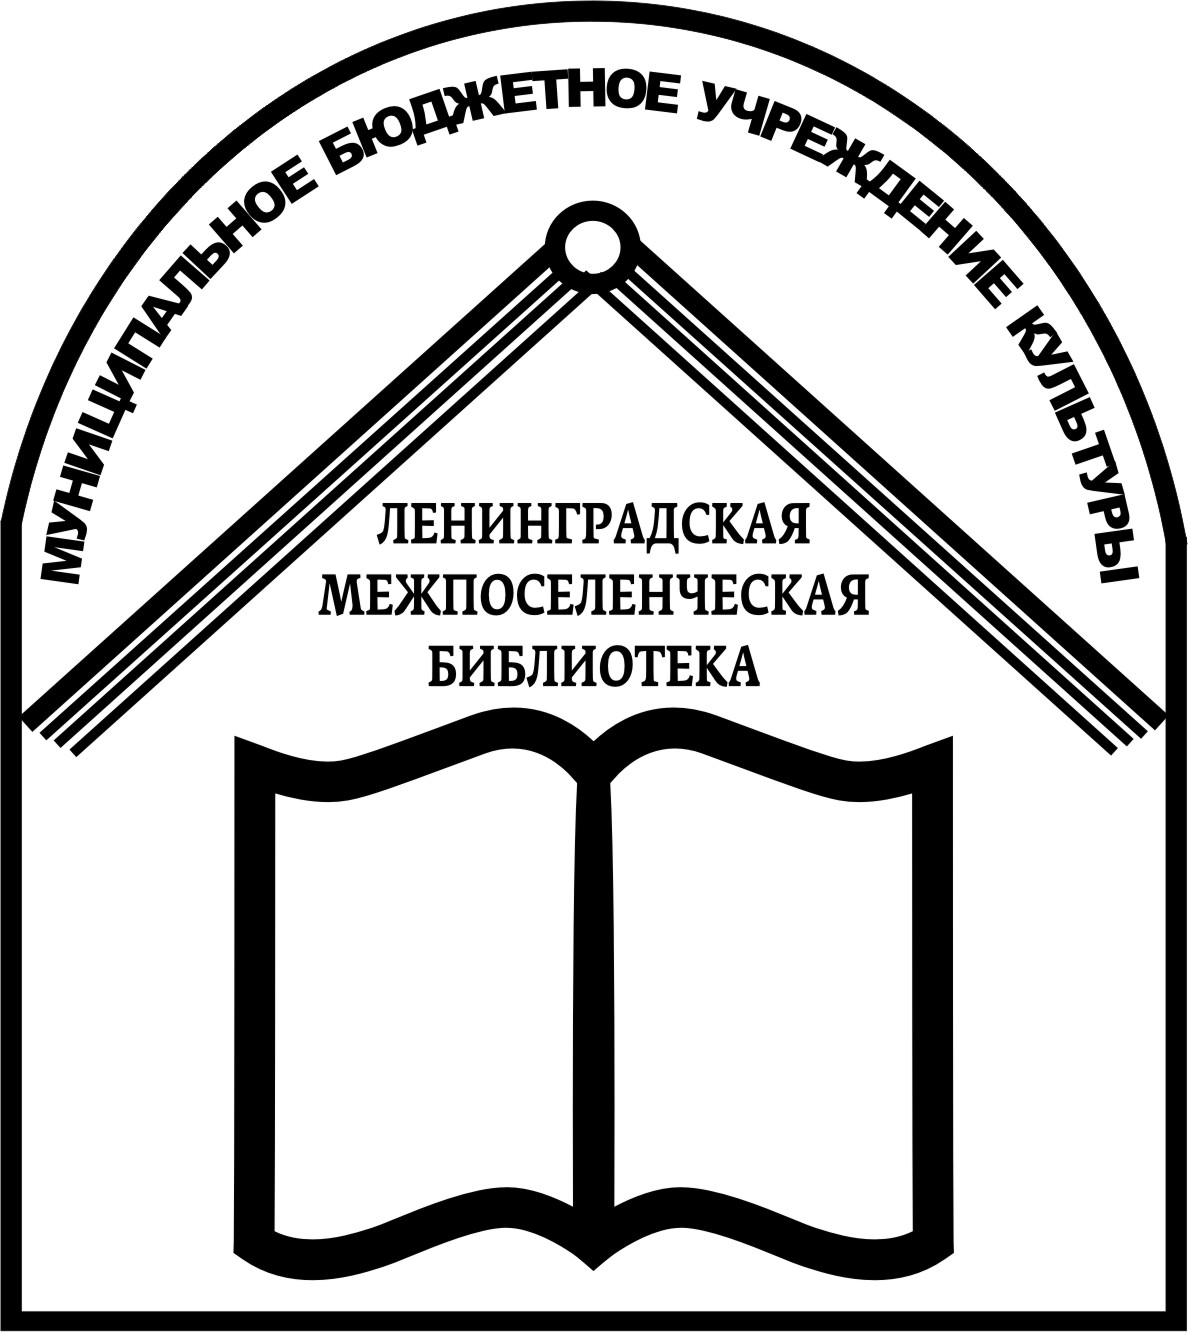 МУНИЦИПАЛЬНОЕ БЮДЖЕТНОЕ УЧРЕЖДЕНИЕ КУЛЬТУРЫ
ЛЕНИНГРАДСКАЯ
МЕЖПОСЕЛЕНЧЕСКАЯ
БИБЛИОТЕКА